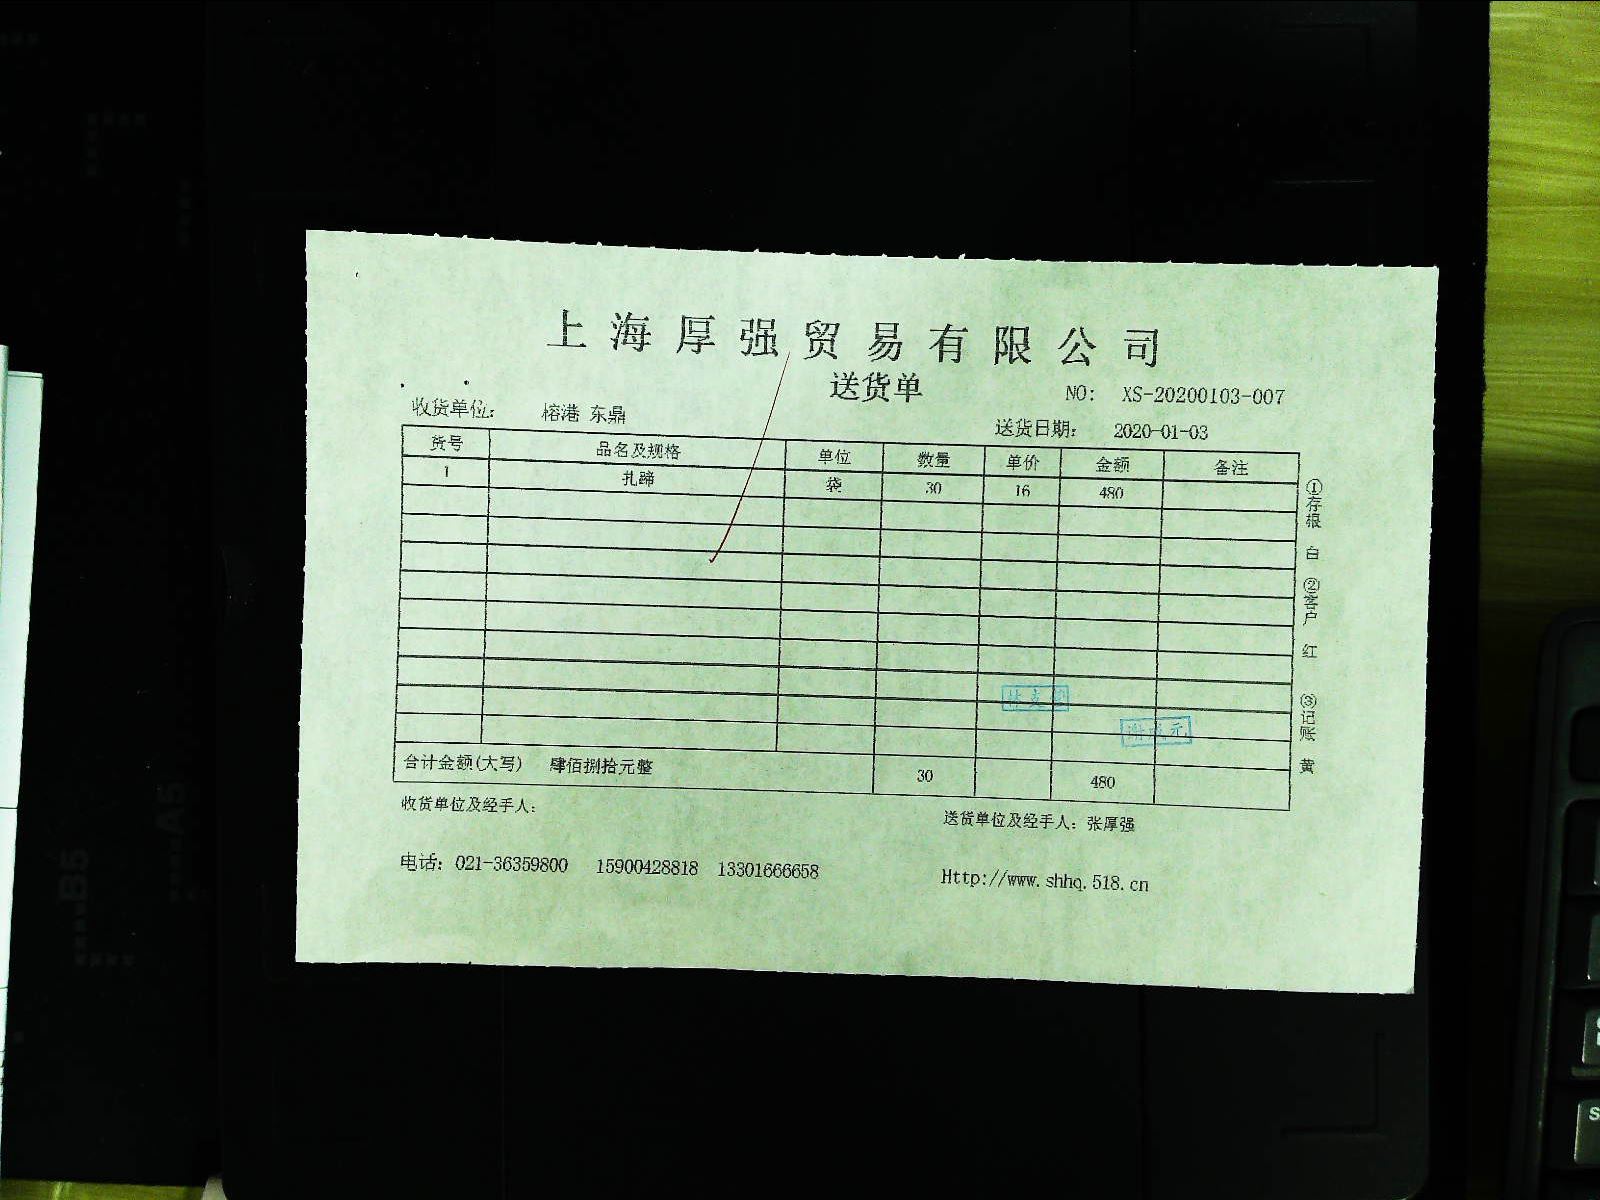 上海厚强贸易有限公司
送货单
NO: XS-20200103-007
收货单位: 榕港 东鼎
送货日期: 2020-01-03
货号 品名及规格 单位 数量 单价 金额 备注
1 扎蹄 袋 30 16 480
合计金额(大写) 肆佰捌拾元整 30 480
收货单位及经手人:
送货单位及经手人: 张厚强
电话: 021-36359800 15900428818 13301666658
Http://www.shhq.518.cn
①存根 白 ②客户 红 ③记账 黄
B5
A5